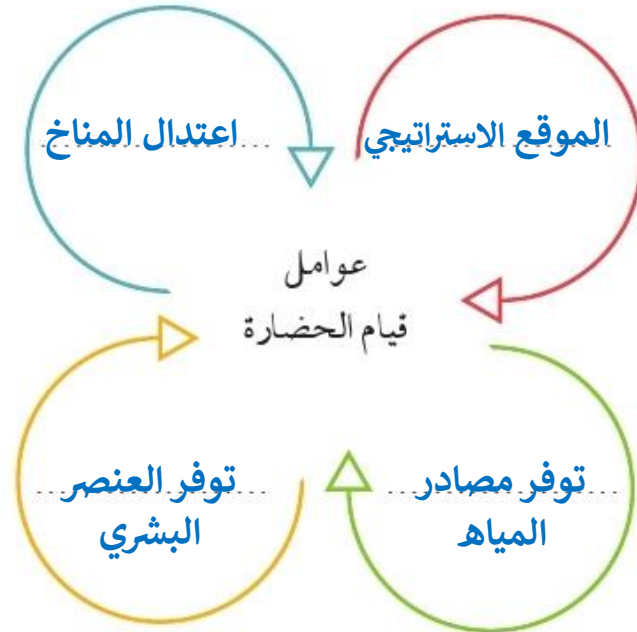 الموقع الاستراتيجي
اعتدال المناخ
عوامل
قيام الحضارة
توفر مصادر
المياه
توفر العنصر
البشري